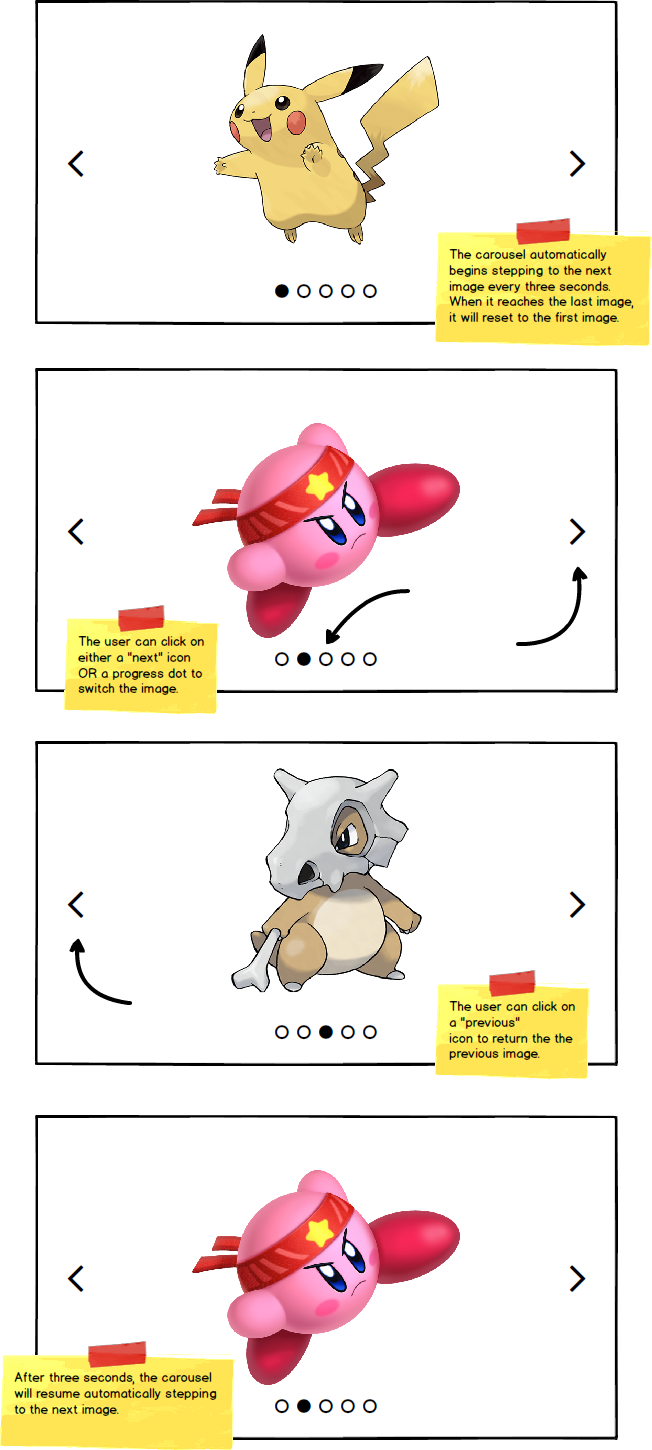 The carousel automatically
begins stepping to the next
image every three seconds.
When it reaches the last image,
it will reset to the first image.
The user can click on
either a "next" icon
OR a progress dot to
switch the image.
The user can click on
a "previous"
icon to return the the
previous image.
After three seconds, the carousel
will resume automatically stepping
to the next image.